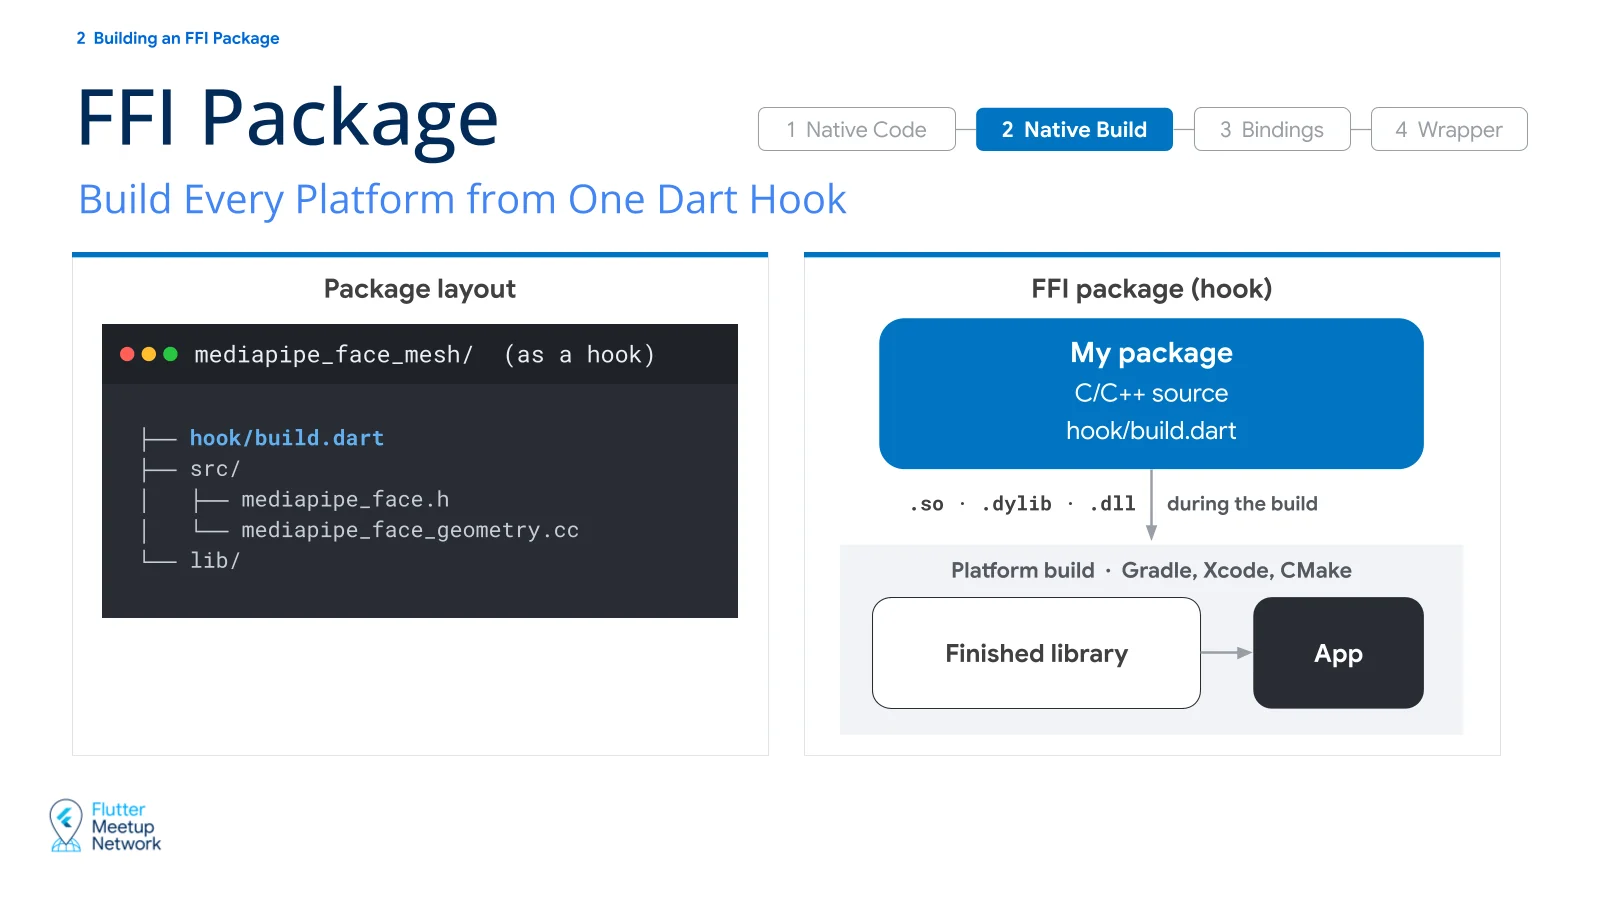 2 Building an FFI Package
FFI Package
1 Native Code
2 Native Build
3 Bindings
4 Wrapper
Build Every Platform from One Dart Hook
Package layout
mediapipe_face_mesh/ (as a hook)
├── hook/build.dart
├── src/
│   ├── mediapipe_face.h
│   └── mediapipe_face_geometry.cc
└── lib/
FFI package (hook)
My package
C/C++ source
hook/build.dart
.so · .dylib · .dll during the build
Platform build · Gradle, Xcode, CMake
Finished library
App
Flutter
Meetup
Network